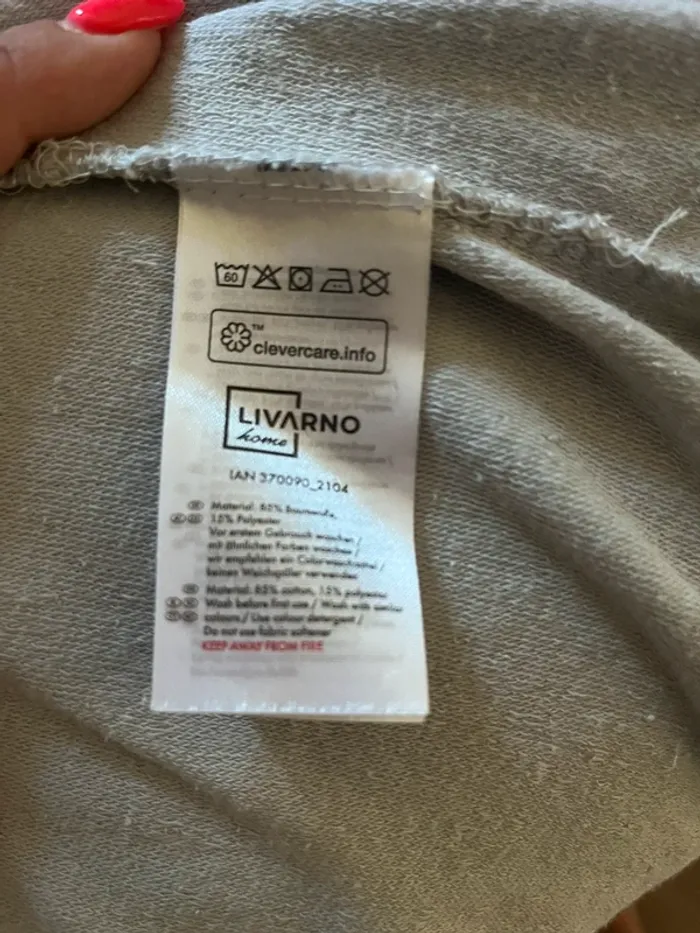 60
clevercare.info
TM
LIVARNO
home
IAN 370090_2104
Material: 85% Baumwolle,
15% Polyester
Vor erstem Gebrauch waschen /
mit ähnlichen Farben waschen /
wir empfehlen ein Colorwaschmittel /
keinen Weichspüler verwenden
Material: 85% cotton, 15% polyester
Wash before first use / Wash with similar
colours / Use colour detergent /
Do not use fabric softener
KEEP AWAY FROM FIRE